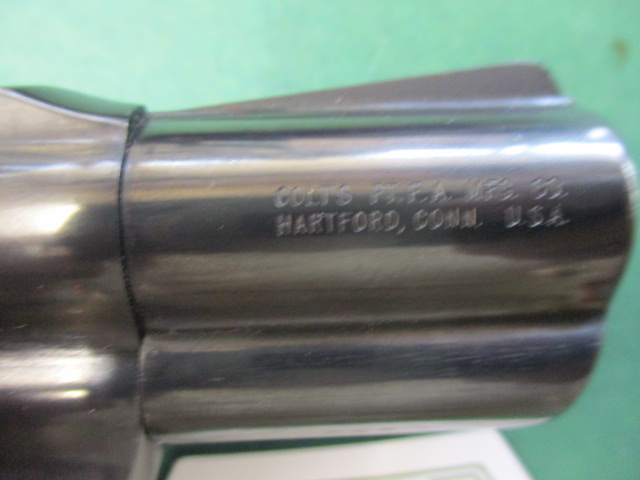 COLT'S PT.F.A. MFG. CO.
HARTFORD, CONN. U.S.A.